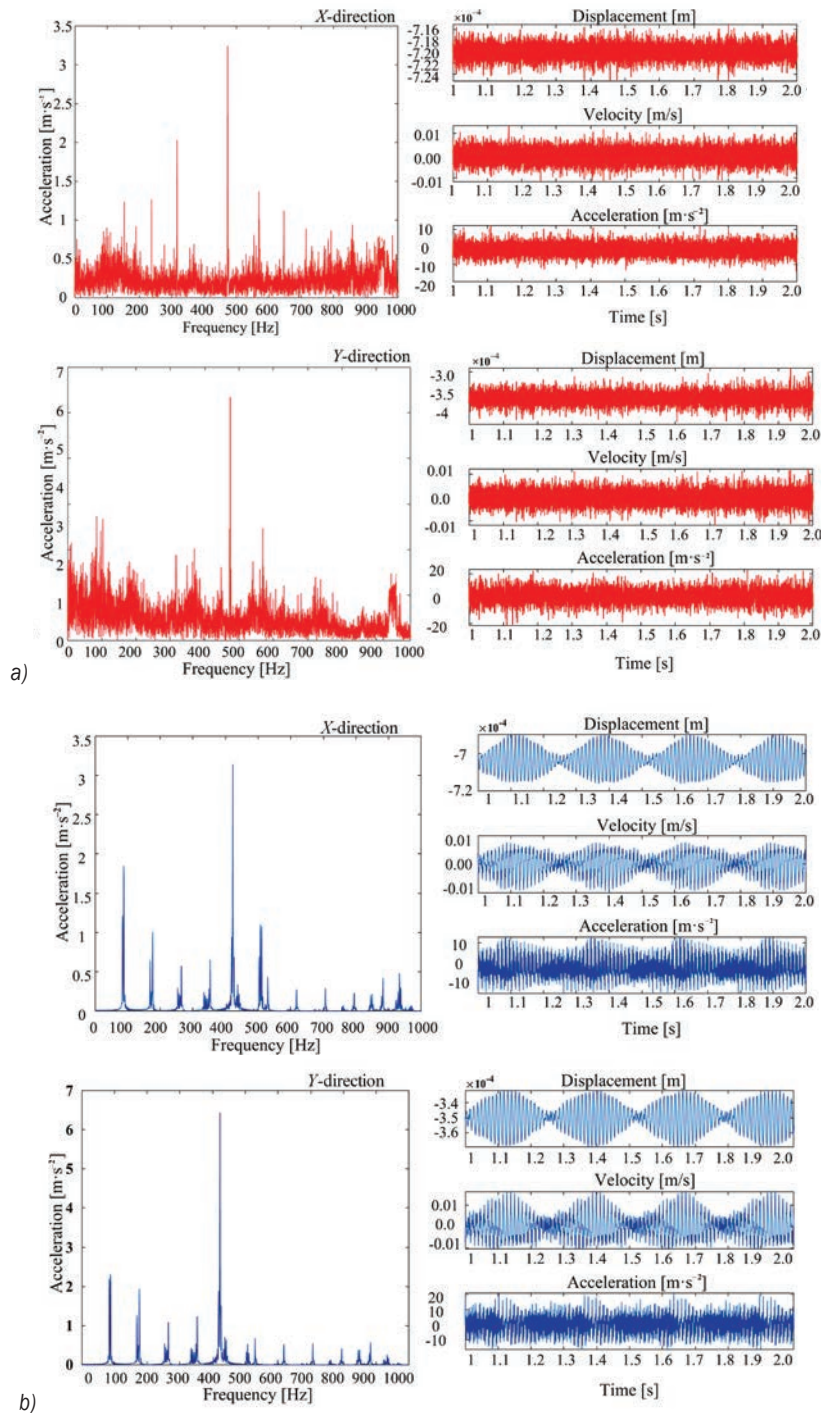 X-direction
Acceleration [m·s⁻²]
3.5
3
2.5
2
1.5
1
0.5
0
0 100 200 300 400 500 600 700 800 900 1000
Frequency [Hz]
×10⁻⁴
Displacement [m]
-7.16
-7.18
-7.20
-7.22
-7.24
1 1.1 1.2 1.3 1.4 1.5 1.6 1.7 1.8 1.9 2.0
Velocity [m/s]
0.01
0.00
-0.01
1 1.1 1.2 1.3 1.4 1.5 1.6 1.7 1.8 1.9 2.0
Acceleration [m·s⁻²]
10
0
-10
-20
1 1.1 1.2 1.3 1.4 1.5 1.6 1.7 1.8 1.9 2.0
Time [s]
Y-direction
Acceleration [m·s⁻²]
7
6
5
4
3
2
1
0
0 100 200 300 400 500 600 700 800 900 1000
Frequency [Hz]
×10⁻⁴
Displacement [m]
-3.0
-3.5
-4
1 1.1 1.2 1.3 1.4 1.5 1.6 1.7 1.8 1.9 2.0
Velocity [m/s]
0.01
0.0
-0.01
1 1.1 1.2 1.3 1.4 1.5 1.6 1.7 1.8 1.9 2.0
Acceleration [m·s⁻²]
20
0
-20
1 1.1 1.2 1.3 1.4 1.5 1.6 1.7 1.8 1.9 2.0
Time [s]
a)
X-direction
Acceleration [m·s⁻²]
3.5
3
2.5
2
1.5
1
0.5
0
0 100 200 300 400 500 600 700 800 900 1000
Frequency [Hz]
×10⁻⁴
Displacement [m]
-7
-7.2
1 1.1 1.2 1.3 1.4 1.5 1.6 1.7 1.8 1.9 2.0
Velocity [m/s]
0.01
0.00
-0.01
1 1.1 1.2 1.3 1.4 1.5 1.6 1.7 1.8 1.9 2.0
Acceleration [m·s⁻²]
10
0
-10
1 1.1 1.2 1.3 1.4 1.5 1.6 1.7 1.8 1.9 2.0
Time [s]
Y-direction
Acceleration [m·s⁻²]
7
6
5
4
3
2
1
0
0 100 200 300 400 500 600 700 800 900 1000
Frequency [Hz]
×10⁻⁴
Displacement [m]
-3.4
-3.5
-3.6
1 1.1 1.2 1.3 1.4 1.5 1.6 1.7 1.8 1.9 2.0
Velocity [m/s]
0.01
0.0
-0.01
1 1.1 1.2 1.3 1.4 1.5 1.6 1.7 1.8 1.9 2.0
Acceleration [m·s⁻²]
20
10
0
-10
1 1.1 1.2 1.3 1.4 1.5 1.6 1.7 1.8 1.9 2.0
Time [s]
b)